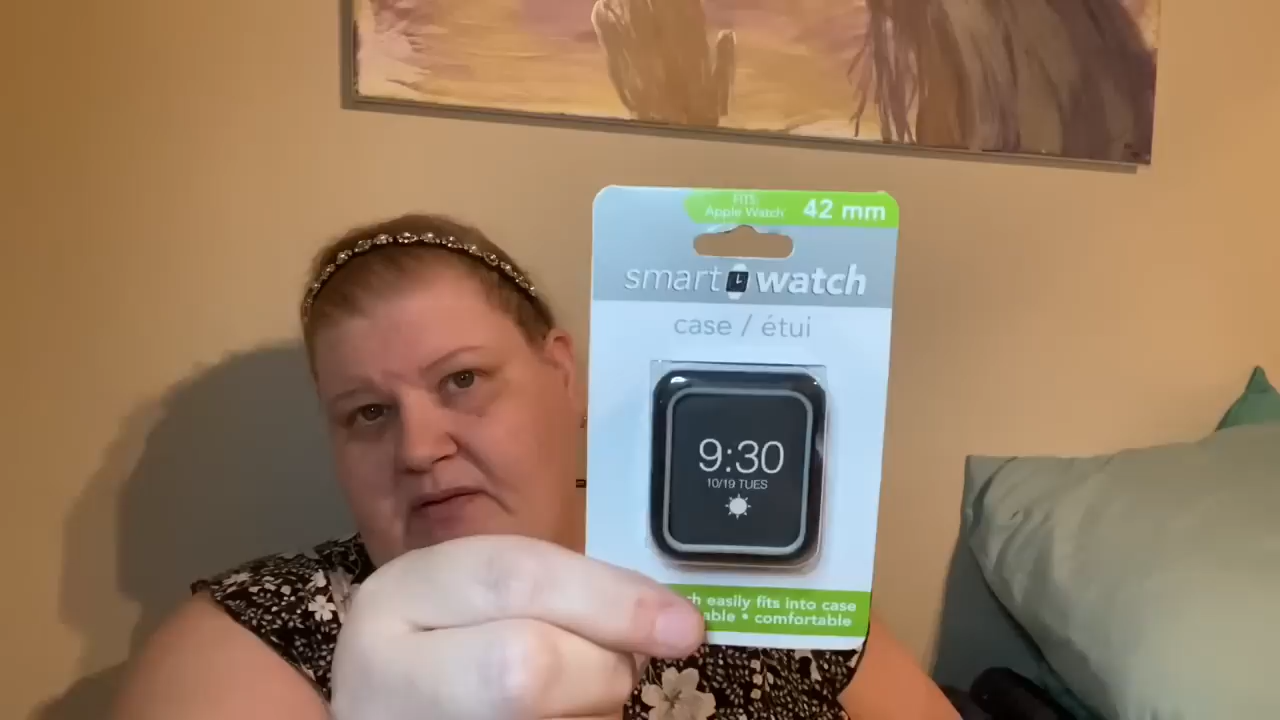 FITS
Apple Watch 42 mm
smart watch
case / étui
9:30
10/19 TUES
easily fits into case
comfortable